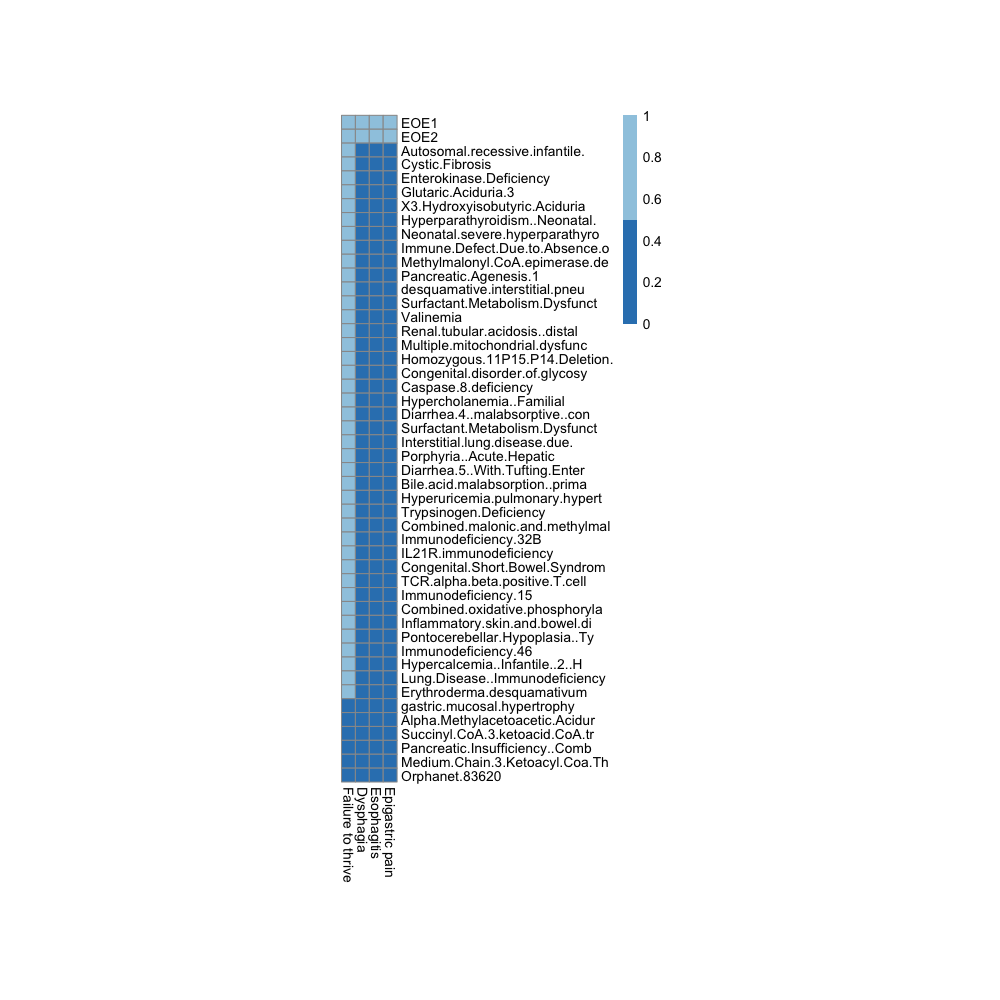 EOE1
EOE2
Autosomal.recessive.infantile.
Cystic.Fibrosis
Enterokinase.Deficiency
Glutaric.Aciduria.3
X3.Hydroxyisobutyric.Aciduria
Hyperparathyroidism..Neonatal.
Neonatal.severe.hyperparathyro
Immune.Defect.Due.to.Absence.o
Methylmalonyl.CoA.epimerase.de
Pancreatic.Agenesis.1
desquamative.interstitial.pneu
Surfactant.Metabolism.Dysfunct
Valinemia
Renal.tubular.acidosis..distal
Multiple.mitochondrial.dysfunc
Homozygous.11P15.P14.Deletion.
Congenital.disorder.of.glycosy
Caspase.8.deficiency
Hypercholanemia..Familial
Diarrhea.4..malabsorptive..con
Surfactant.Metabolism.Dysfunct
Interstitial.lung.disease.due.
Porphyria..Acute.Hepatic
Diarrhea.5..With.Tufting.Enter
Bile.acid.malabsorption..prima
Hyperuricemia.pulmonary.hypert
Trypsinogen.Deficiency
Combined.malonic.and.methylmal
Immunodeficiency.32B
IL21R.immunodeficiency
Congenital.Short.Bowel.Syndrom
TCR.alpha.beta.positive.T.cell
Immunodeficiency.15
Combined.oxidative.phosphoryla
Inflammatory.skin.and.bowel.di
Pontocerebellar.Hypoplasia..Ty
Immunodeficiency.46
Hypercalcemia..Infantile..2..H
Lung.Disease..Immunodeficiency
Erythroderma.desquamativum
gastric.mucosal.hypertrophy
Alpha.Methylacetoacetic.Acidur
Succinyl.CoA.3.ketoacid.CoA.tr
Pancreatic.Insufficiency..Comb
Medium.Chain.3.Ketoacyl.Coa.Th
Orphanet.83620
Failure to thrive
Dysphagia
Esophagitis
Epigastric pain
1
0.8
0.6
0.4
0.2
0